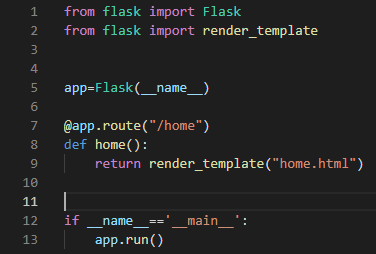 1 from flask import Flask
2 from flask import render_template
3
4
5 app=Flask(__name__)
6
7 @app.route("/home")
8 def home():
9     return render_template("home.html")
10
11
12 if __name__=='__main__':
13     app.run()